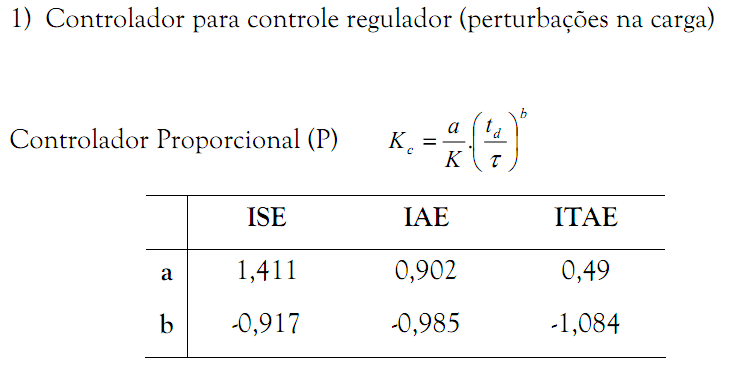 1) Controlador para controle regulador (perturbações na carga)
Controlador Proporcional (P) K_c = a/K . (t_d/τ)^b
ISE IAE ITAE
a 1,411 0,902 0,49
b -0,917 -0,985 -1,084